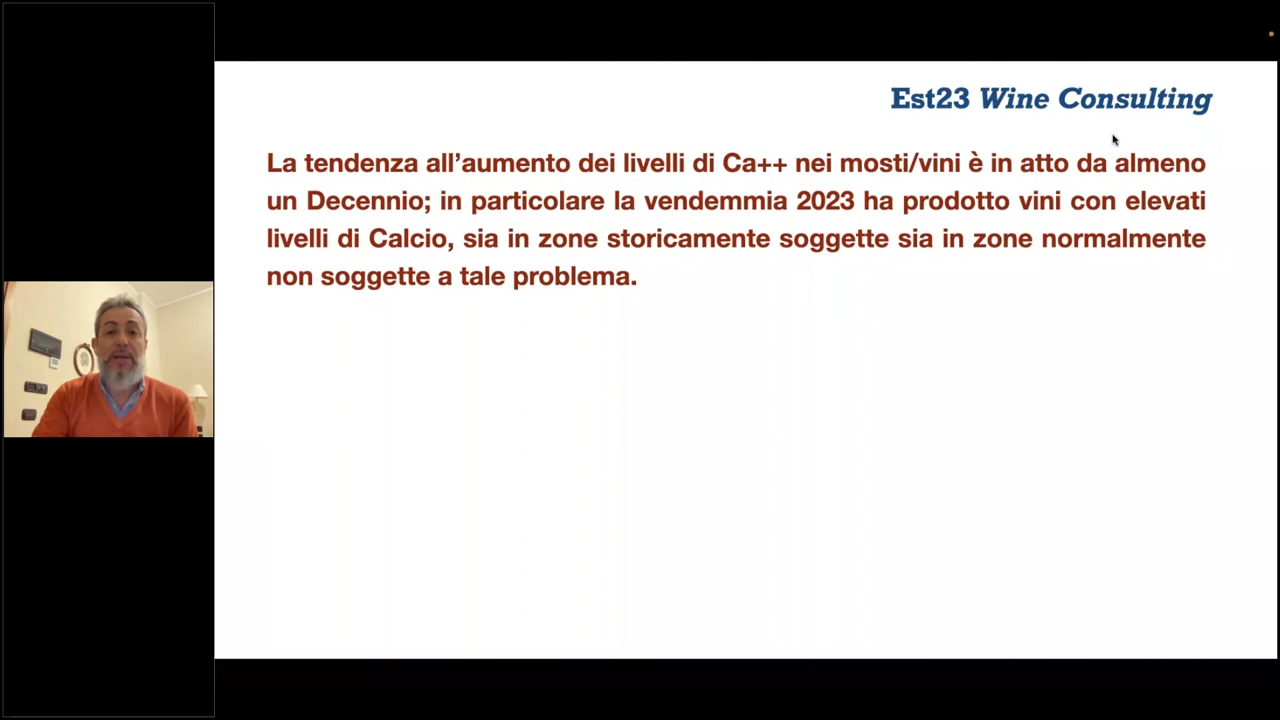 Est23 Wine Consulting
La tendenza all’aumento dei livelli di Ca++ nei mosti/vini è in atto da almeno
un Decennio; in particolare la vendemmia 2023 ha prodotto vini con elevati
livelli di Calcio, sia in zone storicamente soggette sia in zone normalmente
non soggette a tale problema.